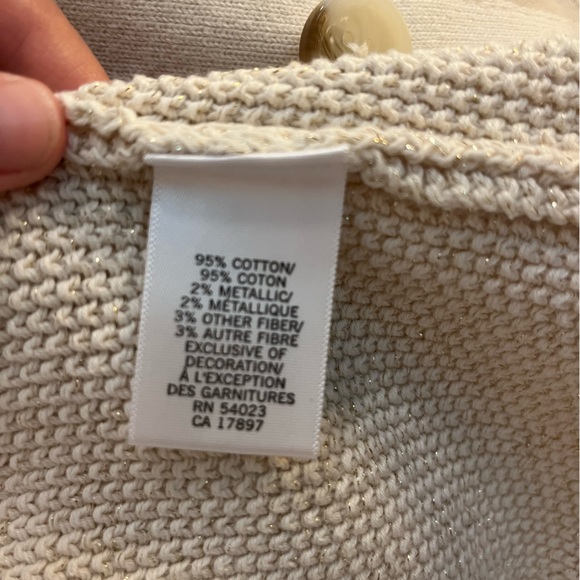 95% COTTON/
95% COTON
2% METALLIC/
2% MÉTALLIQUE
3% OTHER FIBER/
3% AUTRE FIBRE
EXCLUSIVE OF
DECORATION/
À L'EXCEPTION
DES GARNITURES
RN 54023
CA 17897